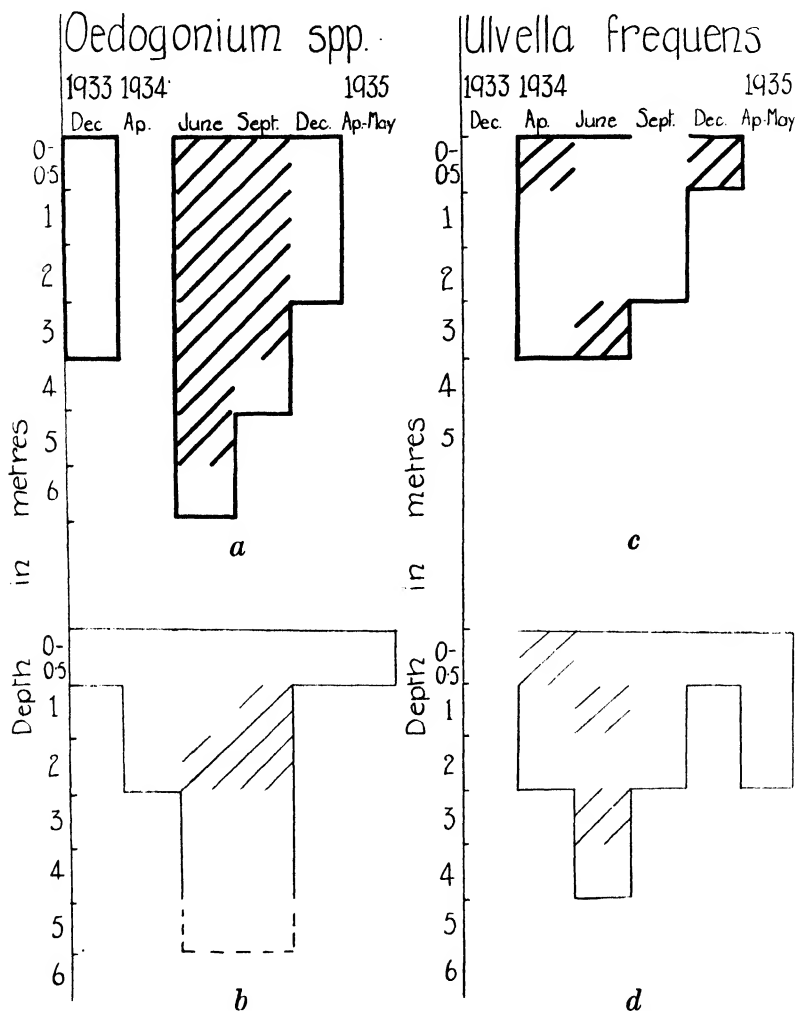 Oedogonium spp.
1933 1934 1935
Dec. Ap. June Sept. Dec. Ap.-May
0-
0·5
1
2
3
4
5
6
a
0-
0·5
1
2
3
4
5
6
b
Depth in metres
Ulvella frequens
1933 1934 1935
Dec. Ap. June Sept. Dec. Ap-May
0-
0·5
1
2
3
4
5
c
0-
0·5
1
2
3
4
5
6
d
Depth in metres